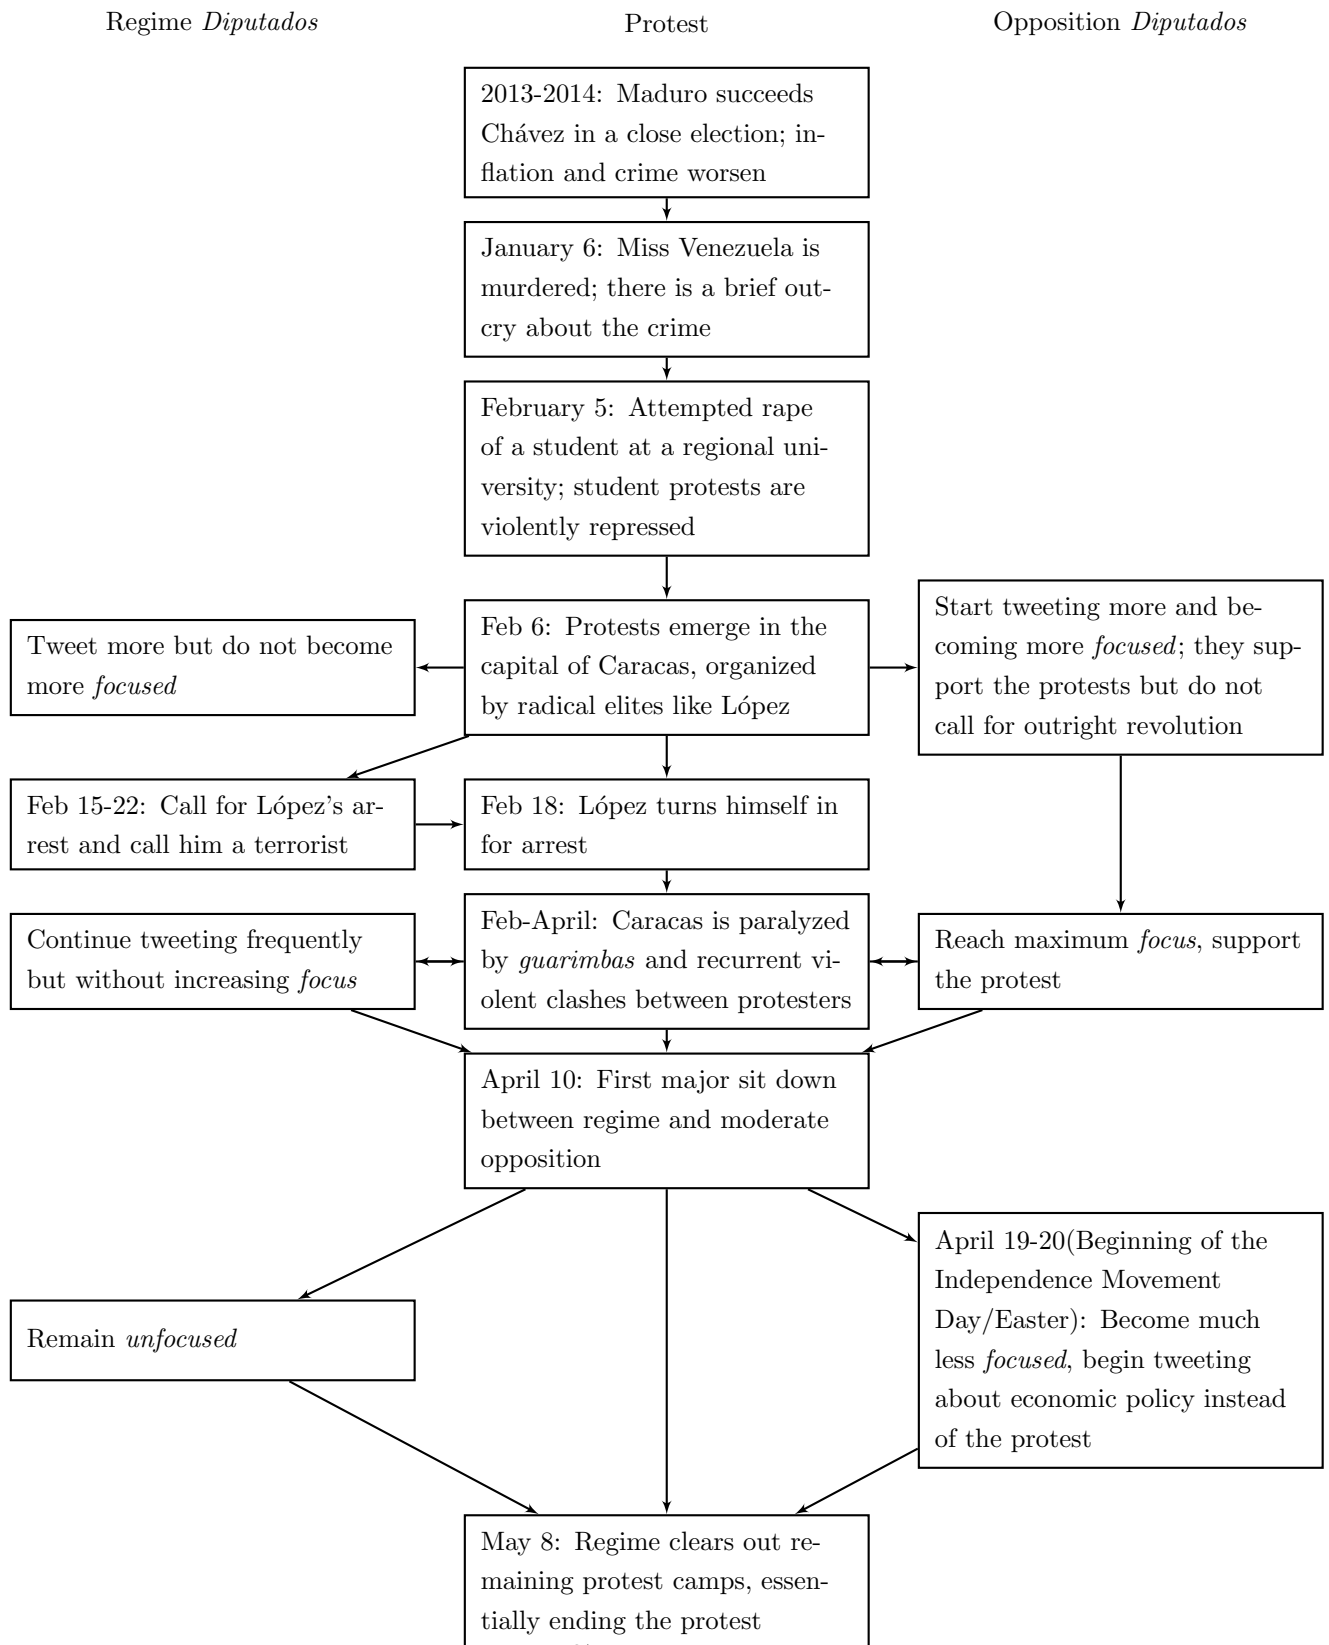 Regime Diputados
Protest
Opposition Diputados
2013-2014: Maduro succeeds
Chávez in a close election; in-
flation and crime worsen
January 6: Miss Venezuela is
murdered; there is a brief out-
cry about the crime
February 5: Attempted rape
of a student at a regional uni-
versity; student protests are
violently repressed
Tweet more but do not become
more focused
Feb 6: Protests emerge in the
capital of Caracas, organized
by radical elites like López
Start tweeting more and be-
coming more focused; they sup-
port the protests but do not
call for outright revolution
Feb 15-22: Call for López's ar-
rest and call him a terrorist
Feb 18: López turns himself in
for arrest
Continue tweeting frequently
but without increasing focus
Feb-April: Caracas is paralyzed
by guarimbas and recurrent vi-
olent clashes between protesters
Reach maximum focus, support
the protest
April 10: First major sit down
between regime and moderate
opposition
Remain unfocused
April 19-20(Beginning of the
Independence Movement
Day/Easter): Become much
less focused, begin tweeting
about economic policy instead
of the protest
May 8: Regime clears out re-
maining protest camps, essen-
tially ending the protest